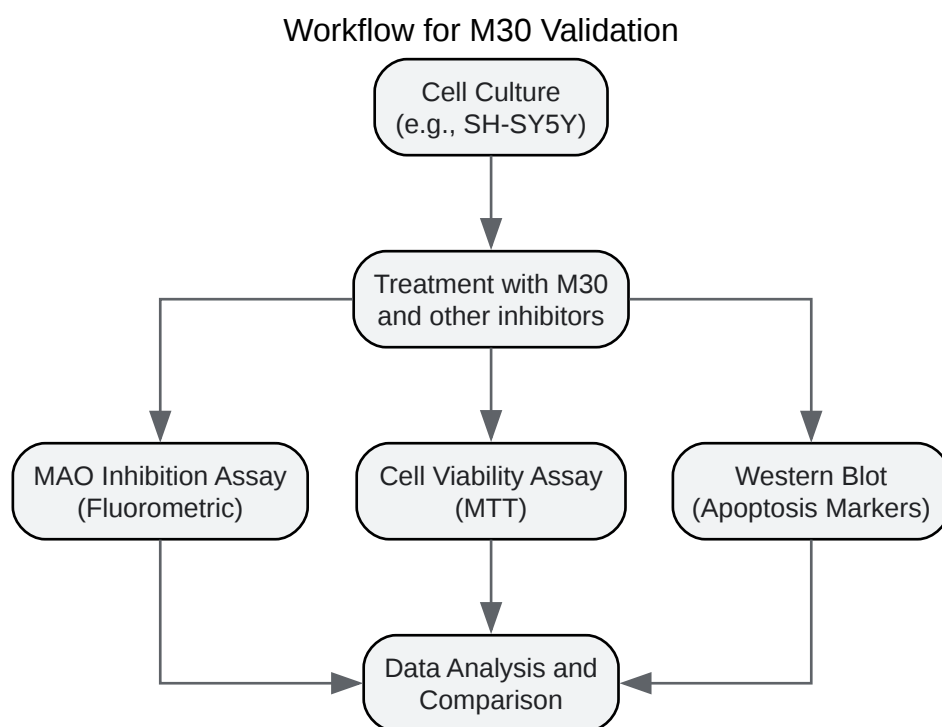 Workflow for M30 Validation
Cell Culture
(e.g., SH-SY5Y)
Treatment with M30
and other inhibitors
MAO Inhibition Assay
(Fluorometric)
Cell Viability Assay
(MTT)
Western Blot
(Apoptosis Markers)
Data Analysis and
Comparison